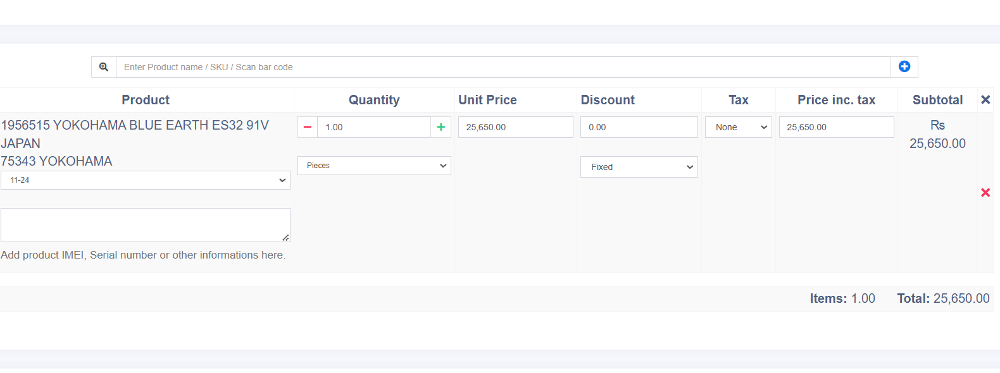 Enter Product name / SKU / Scan bar code
Product Quantity Unit Price Discount Tax Price inc. tax Subtotal
1956515 YOKOHAMA BLUE EARTH ES32 91V
JAPAN
75343 YOKOHAMA
11-24
1.00
Pieces
25,650.00
0.00
Fixed
None
25,650.00
Rs
25,650.00
Add product IMEI, Serial number or other informations here.
Items: 1.00 Total: 25,650.00